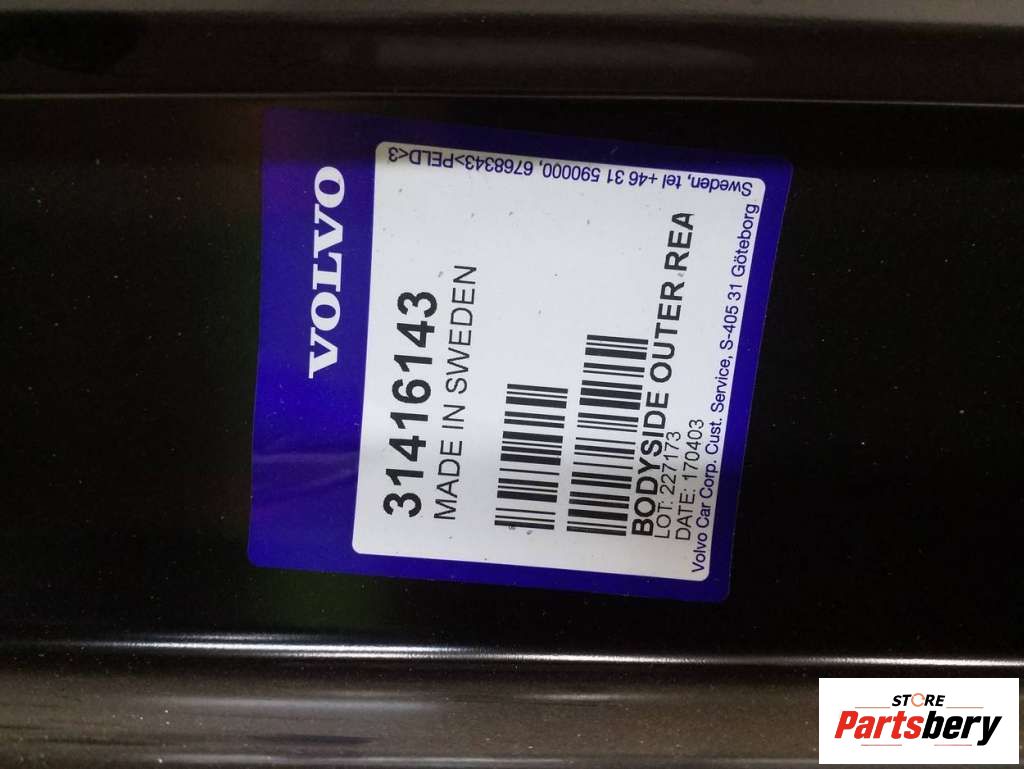 VOLVO
31416143
MADE IN SWEDEN
BODYSIDE OUTER REA
LOT: 227173
DATE: 170403
Volvo Car Corp. Cust. Service, S-405 31 Göteborg
Sweden, tel +46 31 590000, 6768343>PELD<3
STORE
Partsbery